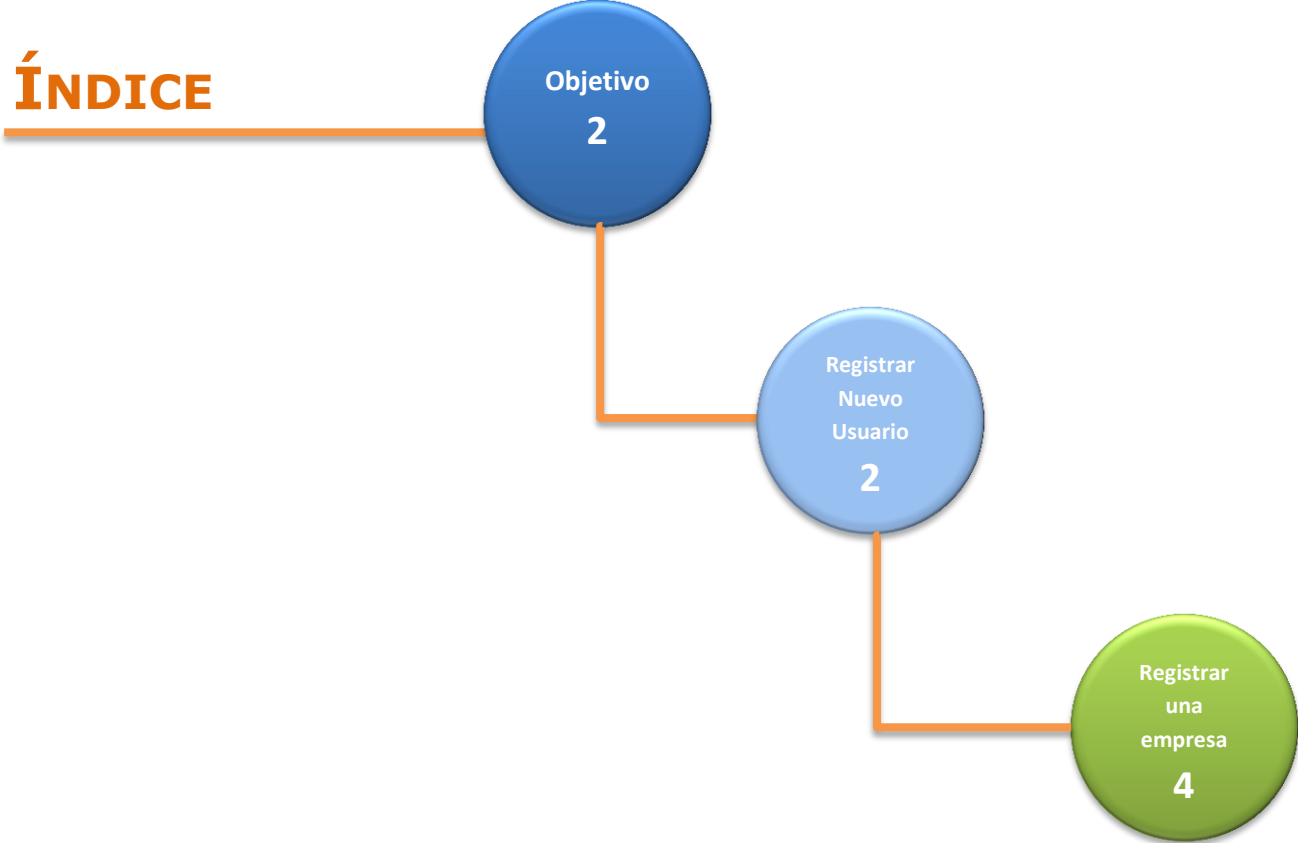 ÍNDICE
Objetivo
2
Registrar
Nuevo
Usuario
2
Registrar
una
empresa
4